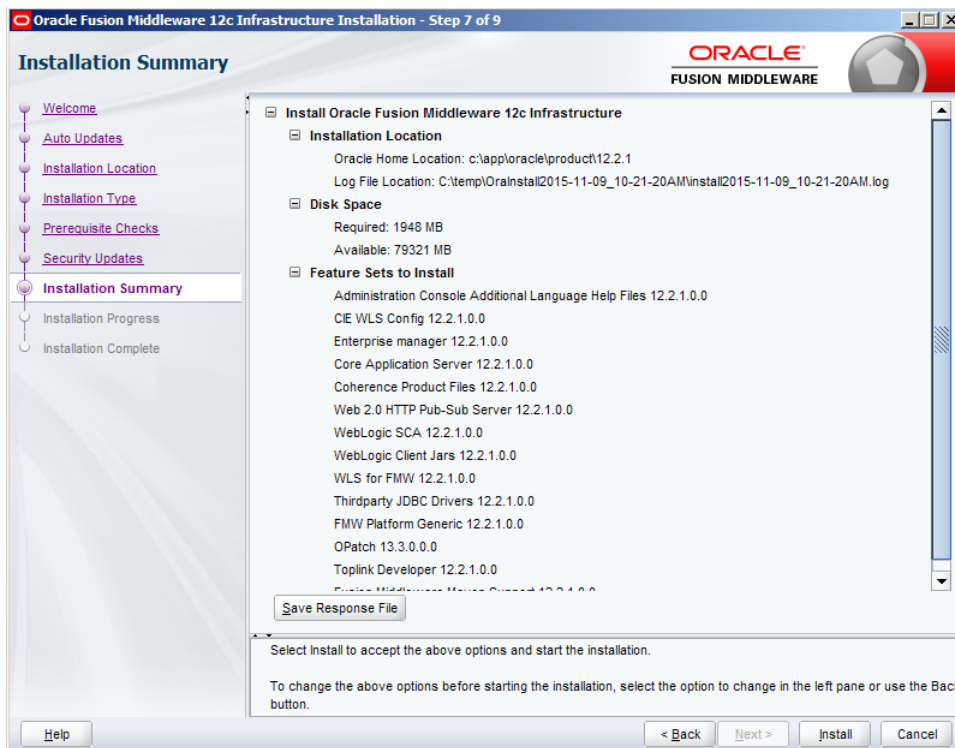 Oracle Fusion Middleware 12c Infrastructure Installation - Step 7 of 9
Installation Summary
ORACLE
FUSION MIDDLEWARE
Welcome
Auto Updates
Installation Location
Installation Type
Prerequisite Checks
Security Updates
Installation Summary
Installation Progress
Installation Complete
Install Oracle Fusion Middleware 12c Infrastructure
Installation Location
Oracle Home Location: c:\app\oracle\product\12.2.1
Log File Location: C:\temp\OraInstall2015-11-09_10-21-20AM\install2015-11-09_10-21-20AM.log
Disk Space
Required: 1948 MB
Available: 79321 MB
Feature Sets to Install
Administration Console Additional Language Help Files 12.2.1.0.0
CIE WLS Config 12.2.1.0.0
Enterprise manager 12.2.1.0.0
Core Application Server 12.2.1.0.0
Coherence Product Files 12.2.1.0.0
Web 2.0 HTTP Pub-Sub Server 12.2.1.0.0
WebLogic SCA 12.2.1.0.0
WebLogic Client Jars 12.2.1.0.0
WLS for FMW 12.2.1.0.0
Thirdparty JDBC Drivers 12.2.1.0.0
FMW Platform Generic 12.2.1.0.0
OPatch 13.3.0.0.0
Toplink Developer 12.2.1.0.0
Fusion Middleware Maven Support 12.2.1.0.0
Save Response File
Select Install to accept the above options and start the installation.
To change the above options before starting the installation, select the option to change in the left pane or use the Bac
button.
Help
< Back
Next >
Install
Cancel